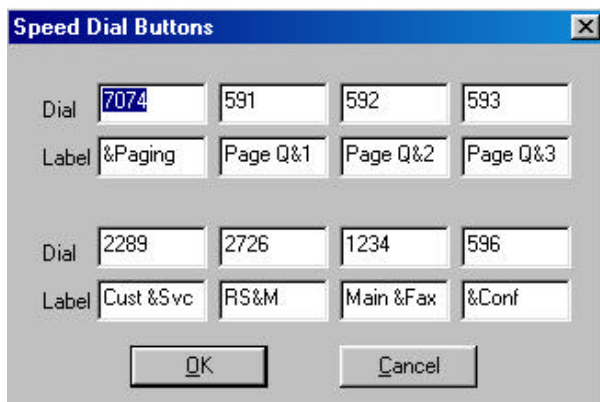 Speed Dial Buttons
Dial 7074 591 592 593
Label &Paging Page Q&1 Page Q&2 Page Q&3
Dial 2289 2726 1234 596
Label Cust &Svc RS&M Main &Fax &Conf
OK Cancel